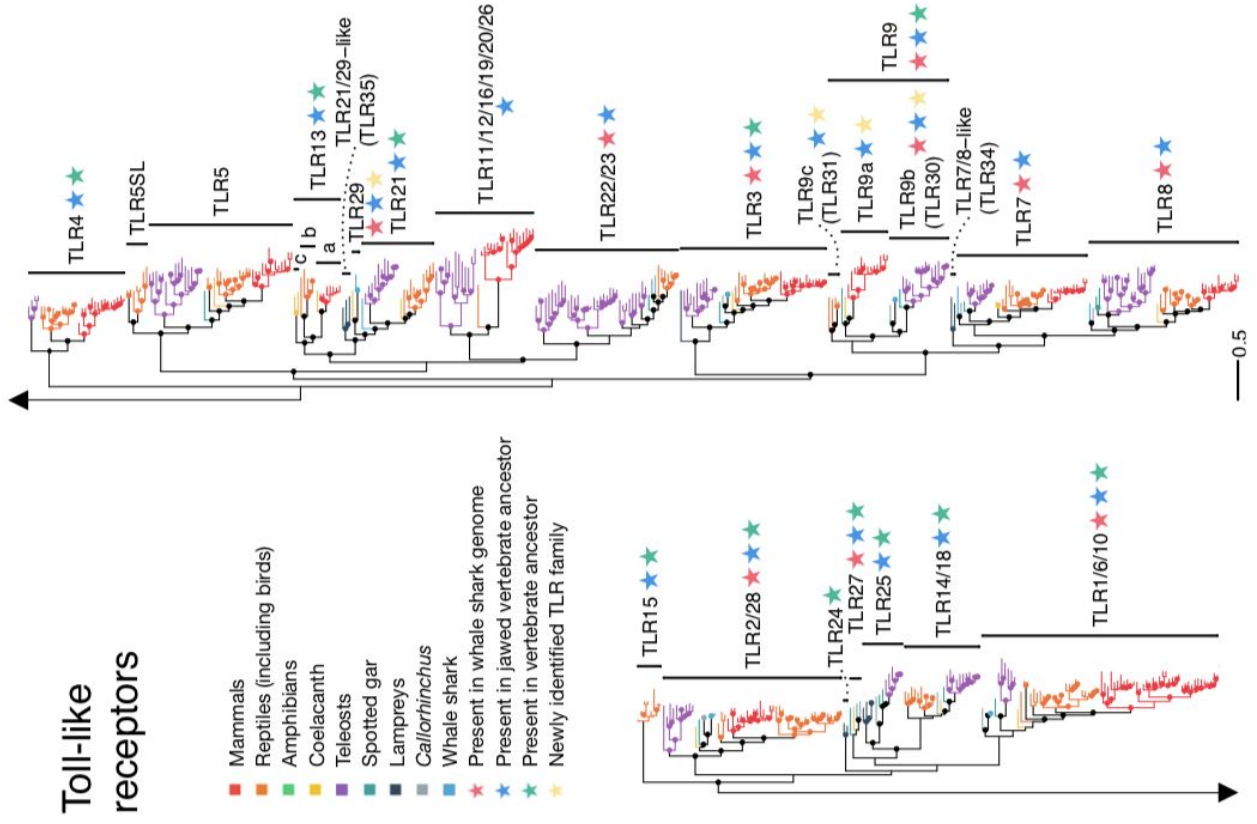 Toll-like
receptors
Mammals
Reptiles (including birds)
Amphibians
Coelacanth
Teleosts
Spotted gar
Lampreys
Callorhinchus
Whale shark
Present in whale shark genome
Present in jawed vertebrate ancestor
Present in vertebrate ancestor
Newly identified TLR family
TLR15
TLR2/28
TLR24
TLR27
TLR25
TLR14/18
TLR1/6/10
TLR4
TLR5SL
TLR5
c
b
a
TLR13
TLR21/29–like
(TLR35)
TLR29
TLR21
TLR11/12/16/19/20/26
TLR22/23
TLR3
TLR9c
(TLR31)
TLR9a
TLR9b
(TLR30)
TLR9
TLR7/8–like
(TLR34)
TLR7
TLR8
0.5